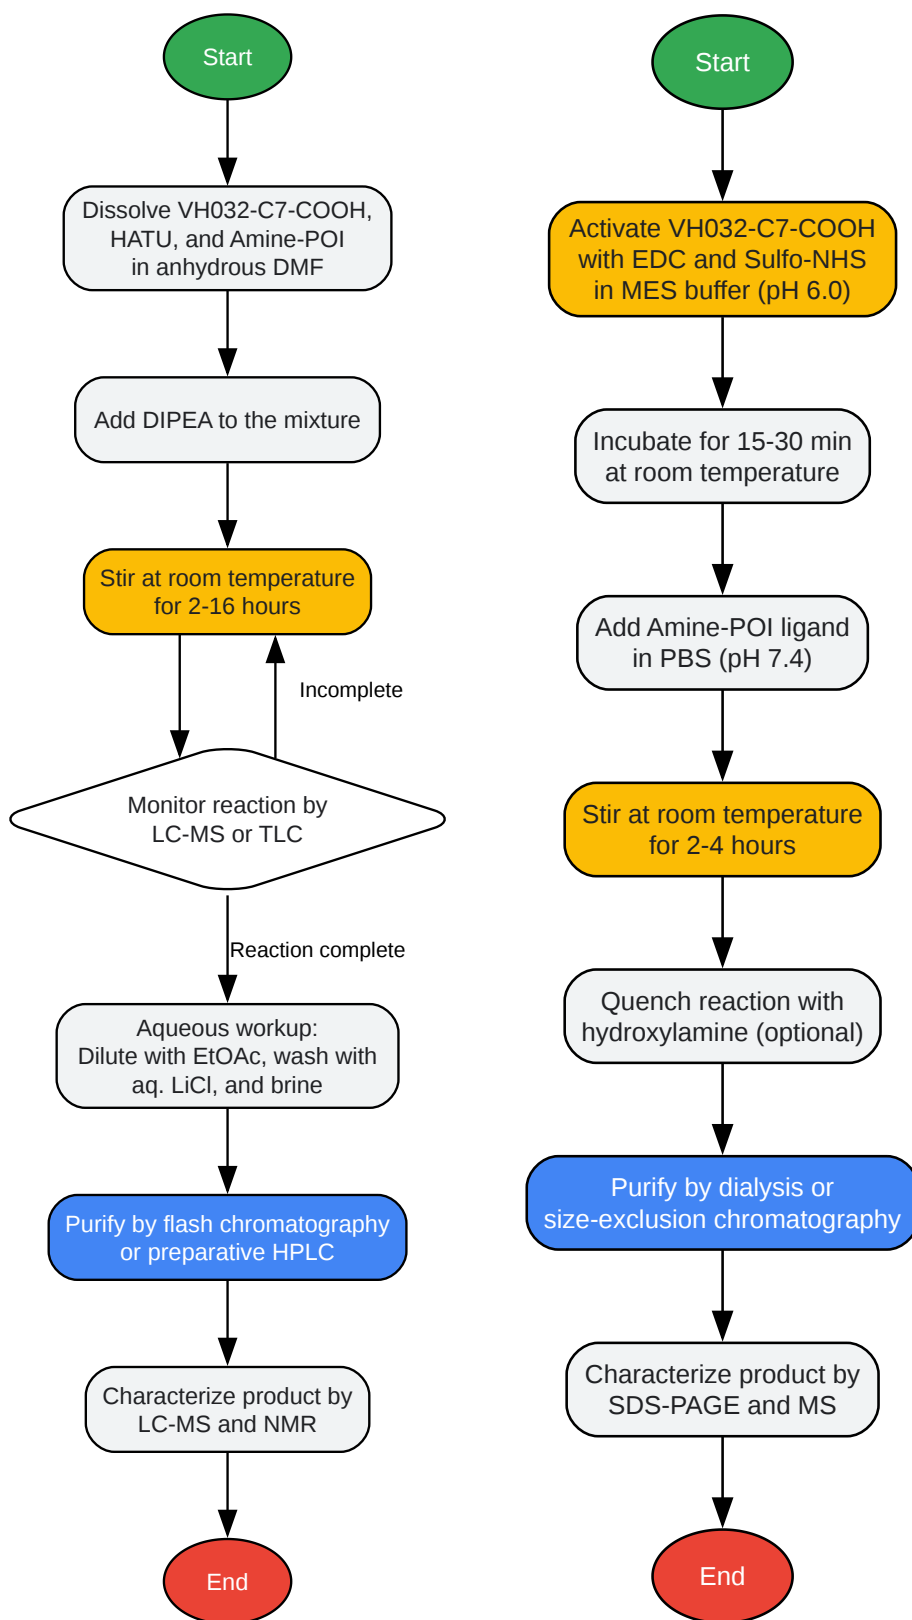 Start
Dissolve VH032-C7-COOH,
HATU, and Amine-POI
in anhydrous DMF
Add DIPEA to the mixture
Stir at room temperature
for 2-16 hours
Incomplete
Monitor reaction by
LC-MS or TLC
Reaction complete
Aqueous workup:
Dilute with EtOAc, wash with
aq. LiCl, and brine
Purify by flash chromatography
or preparative HPLC
Characterize product by
LC-MS and NMR
End
Start
Activate VH032-C7-COOH
with EDC and Sulfo-NHS
in MES buffer (pH 6.0)
Incubate for 15-30 min
at room temperature
Add Amine-POI ligand
in PBS (pH 7.4)
Stir at room temperature
for 2-4 hours
Quench reaction with
hydroxylamine (optional)
Purify by dialysis or
size-exclusion chromatography
Characterize product by
SDS-PAGE and MS
End